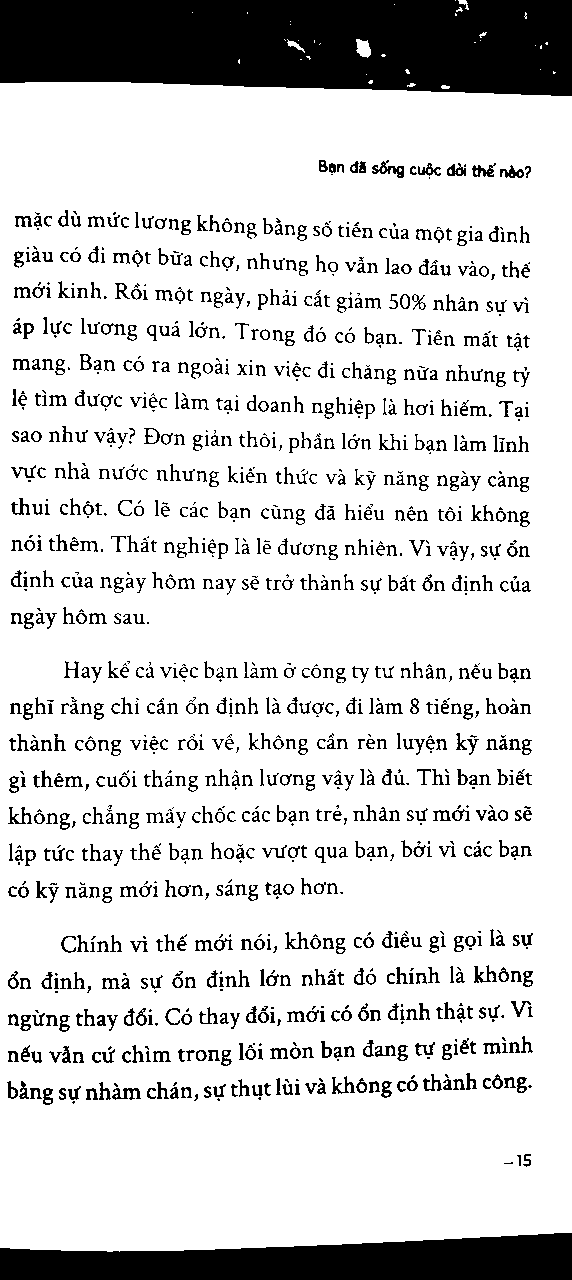 Bạn đã sống cuộc đời thế nào?
mặc dù mức lương không bằng số tiền của một gia đình
giàu có đi một bữa chợ, nhưng họ vẫn lao đầu vào, thế
mới kinh. Rồi một ngày, phải cắt giảm 50% nhân sự vì
áp lực lương quá lớn. Trong đó có bạn. Tiền mất tật
mang. Bạn có ra ngoài xin việc đi chăng nữa nhưng tỷ
lệ tìm được việc làm tại doanh nghiệp là hơi hiếm. Tại
sao như vậy? Đơn giản thôi, phần lớn khi bạn làm lĩnh
vực nhà nước nhưng kiến thức và kỹ năng ngày càng
thui chột. Có lẽ các bạn cũng đã hiểu nên tôi không
nói thêm. Thất nghiệp là lẽ đương nhiên. Vì vậy, sự ổn
định của ngày hôm nay sẽ trở thành sự bất ổn định của
ngày hôm sau.
Hay kể cả việc bạn làm ở công ty tư nhân, nếu bạn
nghĩ rằng chỉ cần ổn định là được, đi làm 8 tiếng, hoàn
thành công việc rồi về, không cần rèn luyện kỹ năng
gì thêm, cuối tháng nhận lương vậy là đủ. Thì bạn biết
không, chẳng mấy chốc các bạn trẻ, nhân sự mới vào sẽ
lập tức thay thế bạn hoặc vượt qua bạn, bởi vì các bạn
có kỹ năng mới hơn, sáng tạo hơn.
Chính vì thế mới nói, không có điều gì gọi là sự
ổn định, mà sự ổn định lớn nhất đó chính là không
ngừng thay đổi. Có thay đổi, mới có ổn định thật sự. Vì
nếu vẫn cứ chìm trong lối mòn bạn đang tự giết mình
bằng sự nhàm chán, sự thụt lùi và không có thành công.
–15